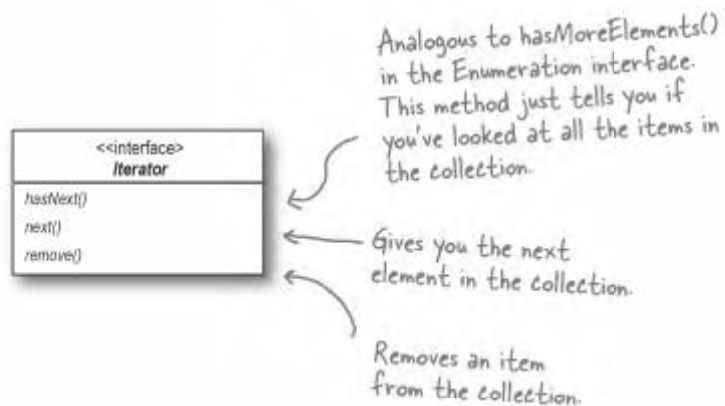 Analogous to hasMoreElements()
in the Enumeration interface.
This method just tells you if
you've looked at all the items in
the collection.
<<interface>
Iterator
hasNext()
next()
remove()
Gives you the next
element in the collection.
Removes an item
from the collection.